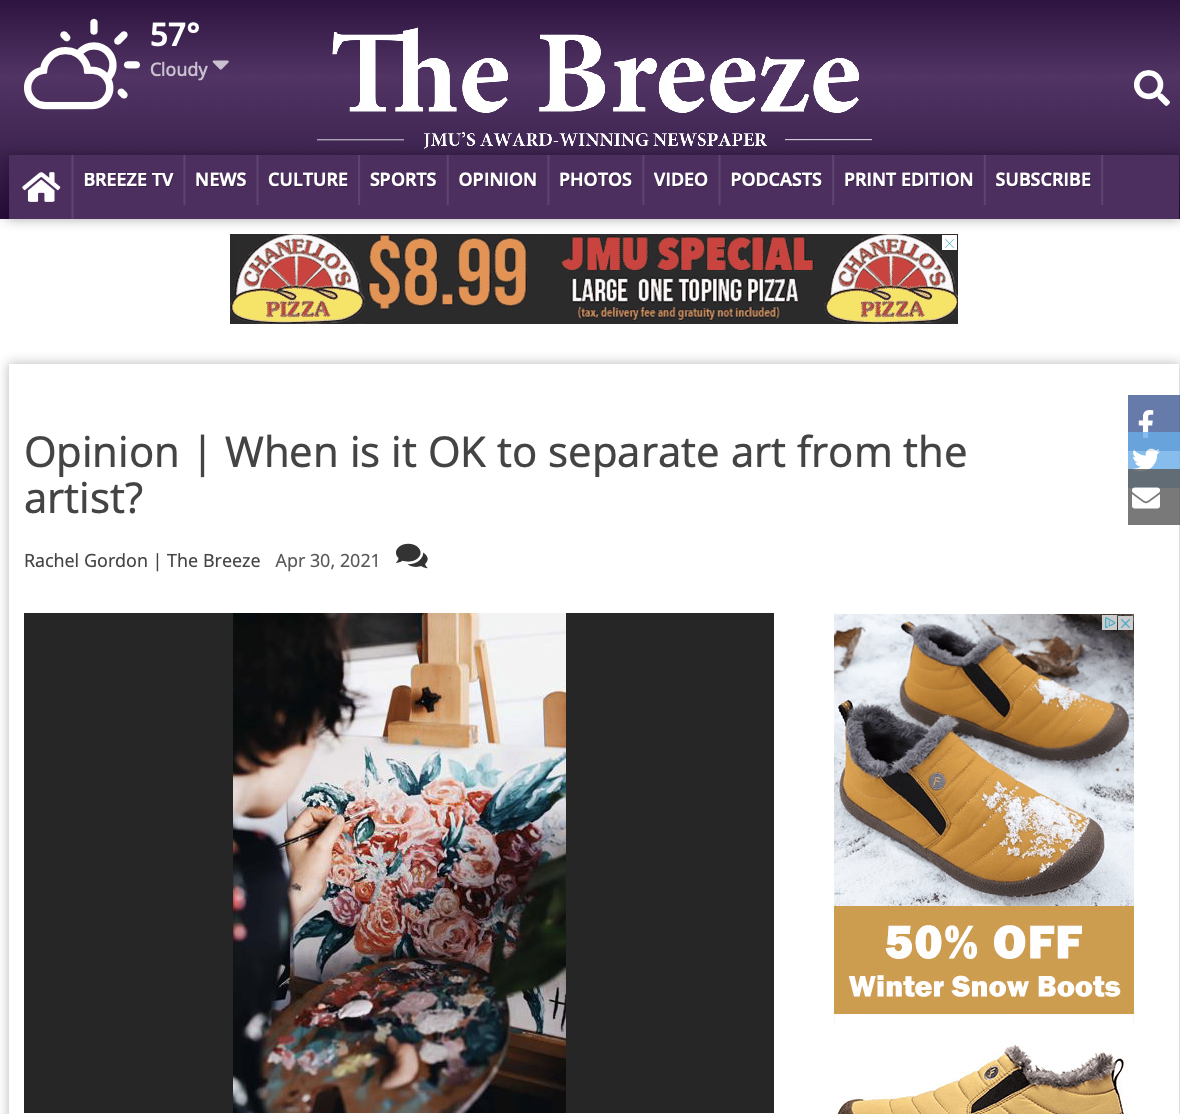 57°
Cloudy
The Breeze
JMU'S AWARD-WINNING NEWSPAPER
BREEZE TV NEWS CULTURE SPORTS OPINION PHOTOS VIDEO PODCASTS PRINT EDITION SUBSCRIBE
CHANELLO'S
PIZZA
$8.99
JMU SPECIAL
LARGE ONE TOPING PIZZA
(tax, delivery fee and gratuity not included)
CHANELLO'S
PIZZA
Opinion | When is it OK to separate art from the
artist?
Rachel Gordon | The Breeze Apr 30, 2021
50% OFF
Winter Snow Boots